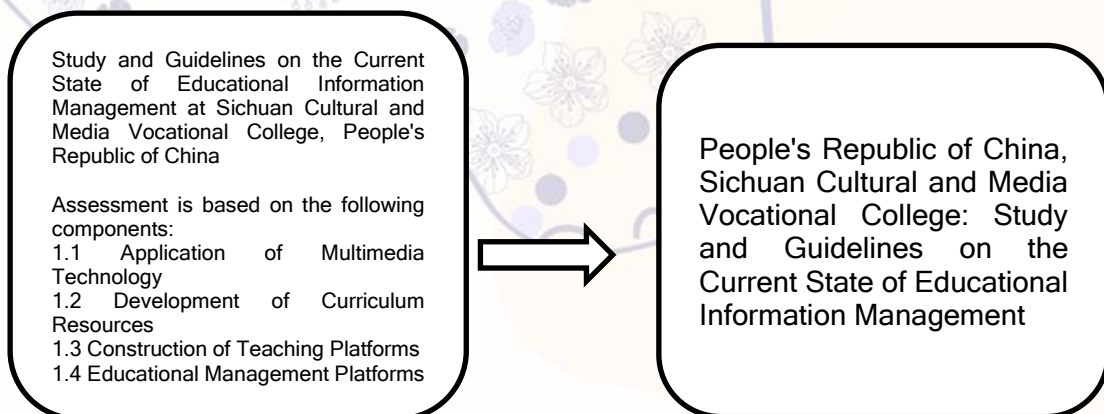 Study and Guidelines on the Current
State of Educational Information
Management at Sichuan Cultural and
Media Vocational College, People's
Republic of China
Assessment is based on the following
components:
1.1 Application of Multimedia
Technology
1.2 Development of Curriculum
Resources
1.3 Construction of Teaching Platforms
1.4 Educational Management Platforms
People's Republic of China,
Sichuan Cultural and Media
Vocational College: Study
and Guidelines on the
Current State of Educational
Information Management